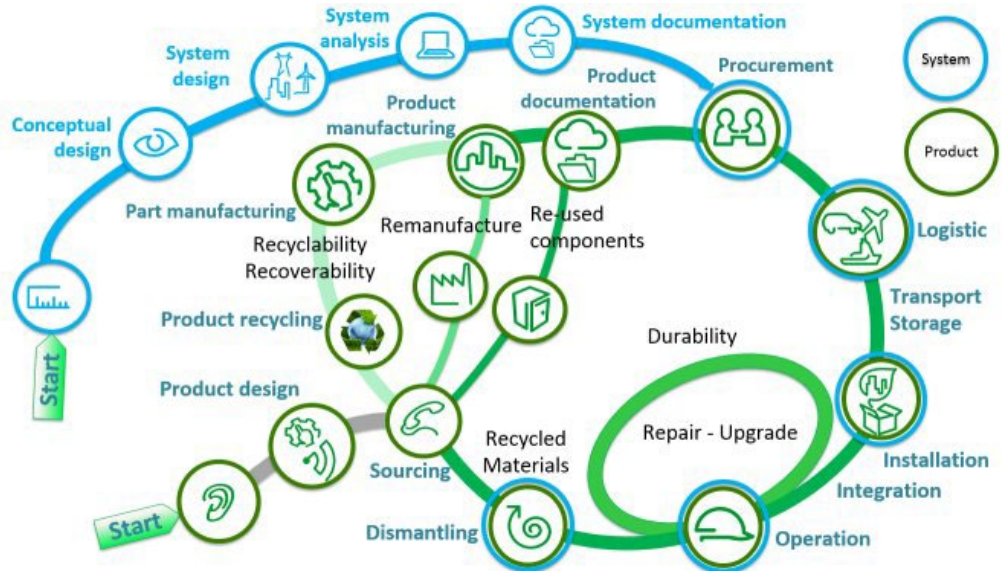 System
analysis
System documentation
System
design
Procurement
System
Conceptual
design
Product
manufacturing
Product
documentation
Product
Part manufacturing
Remanufacture
Re-used
components
Recyclability
Recoverability
Logistic
Transport
Storage
Product recycling
Start
Durability
Product design
Repair - Upgrade
Recycled
Materials
Sourcing
Installation
Integration
Start
Dismantling
Operation